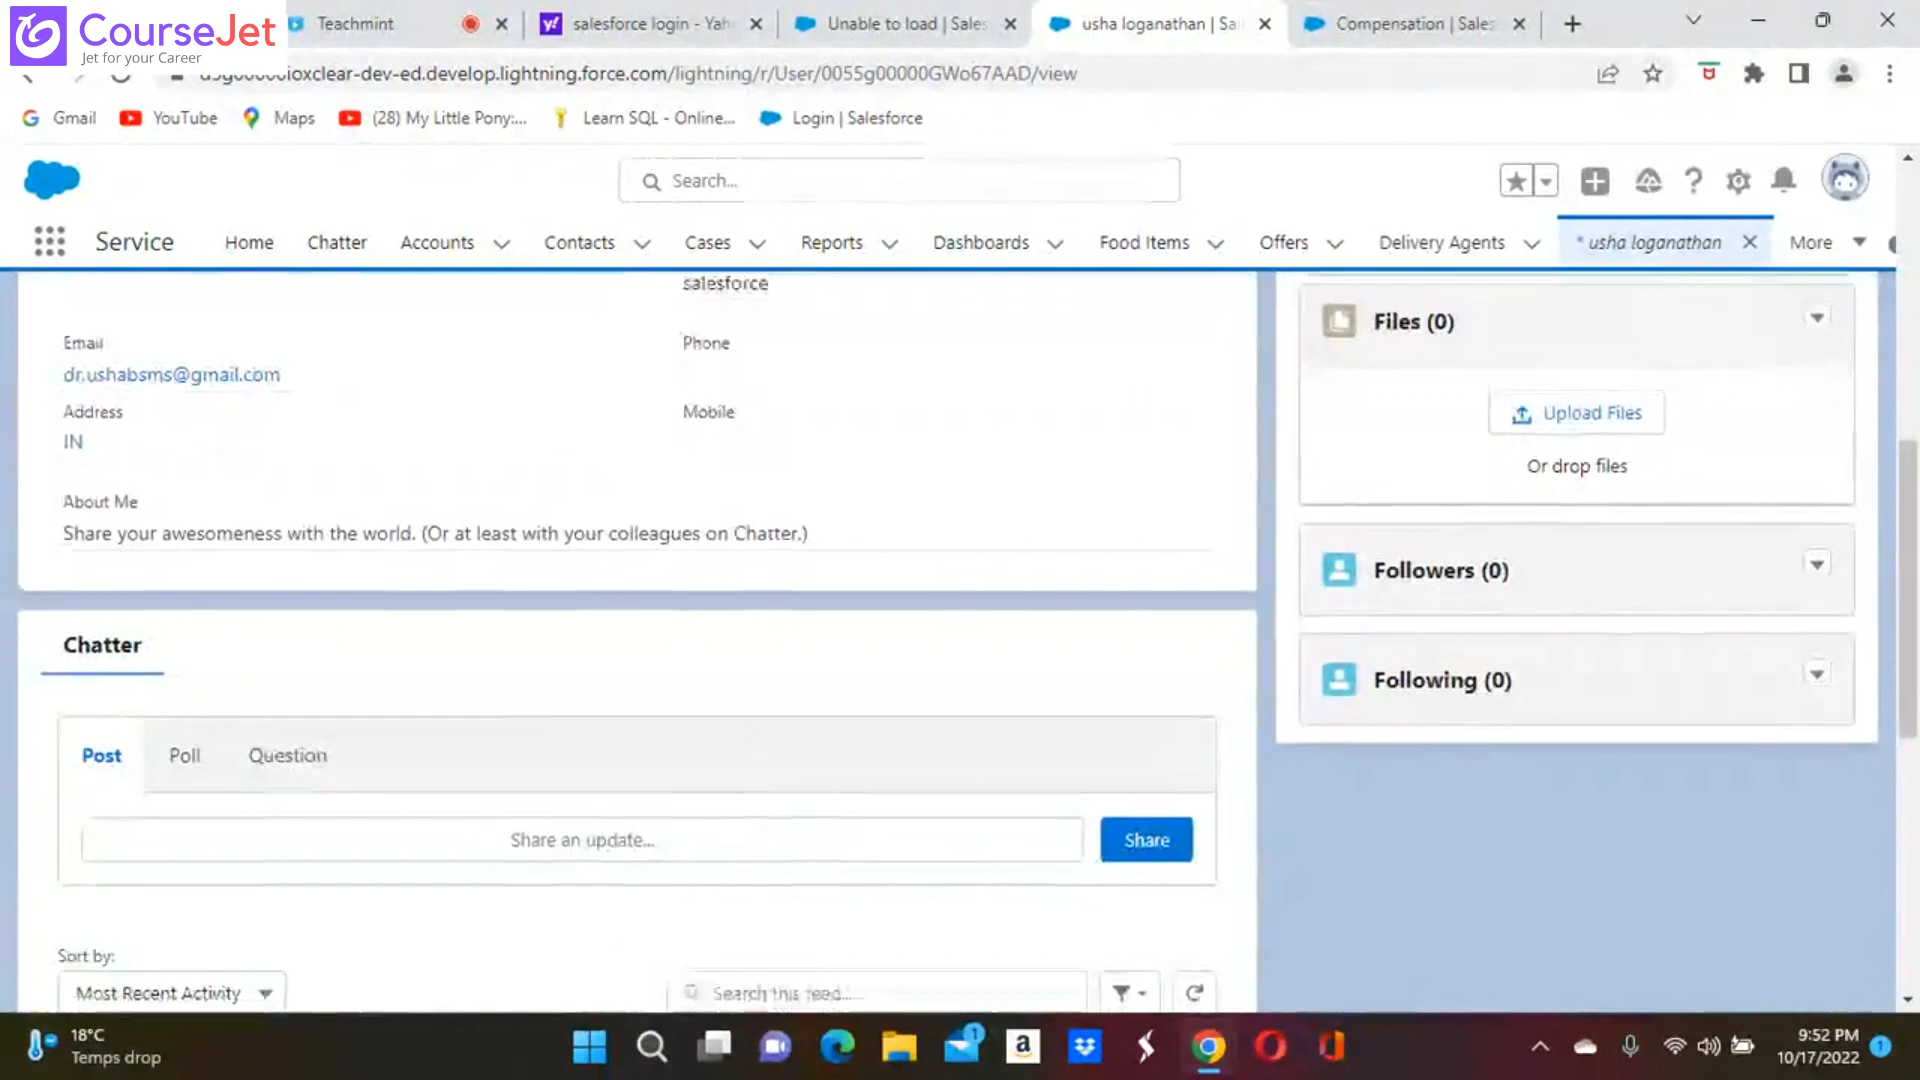 CourseJet
Jet for your Career
Teachmint
salesforce login - Yah
Unable to load | Sales
usha loganathan | Sa
Compensation | Sales
ioxclear-dev-ed.develop.lightning.force.com/lightning/r/User/0055g00000GWo67AAD/view
Gmail
YouTube
Maps
(28) My Little Pony:...
Learn SQL - Online...
Login | Salesforce
Search...
Service
Home
Chatter
Accounts
Contacts
Cases
Reports
Dashboards
Food Items
Offers
Delivery Agents
* usha loganathan
More
salesforce
Email
Phone
dr.ushabsms@gmail.com
Address
Mobile
IN
About Me
Share your awesomeness with the world. (Or at least with your colleagues on Chatter.)
Files (0)
Upload Files
Or drop files
Followers (0)
Following (0)
Chatter
Post
Poll
Question
Share an update...
Share
Sort by:
Most Recent Activity
Search this feed...
18°C
Temps drop
1
9:52 PM
10/17/2022
1